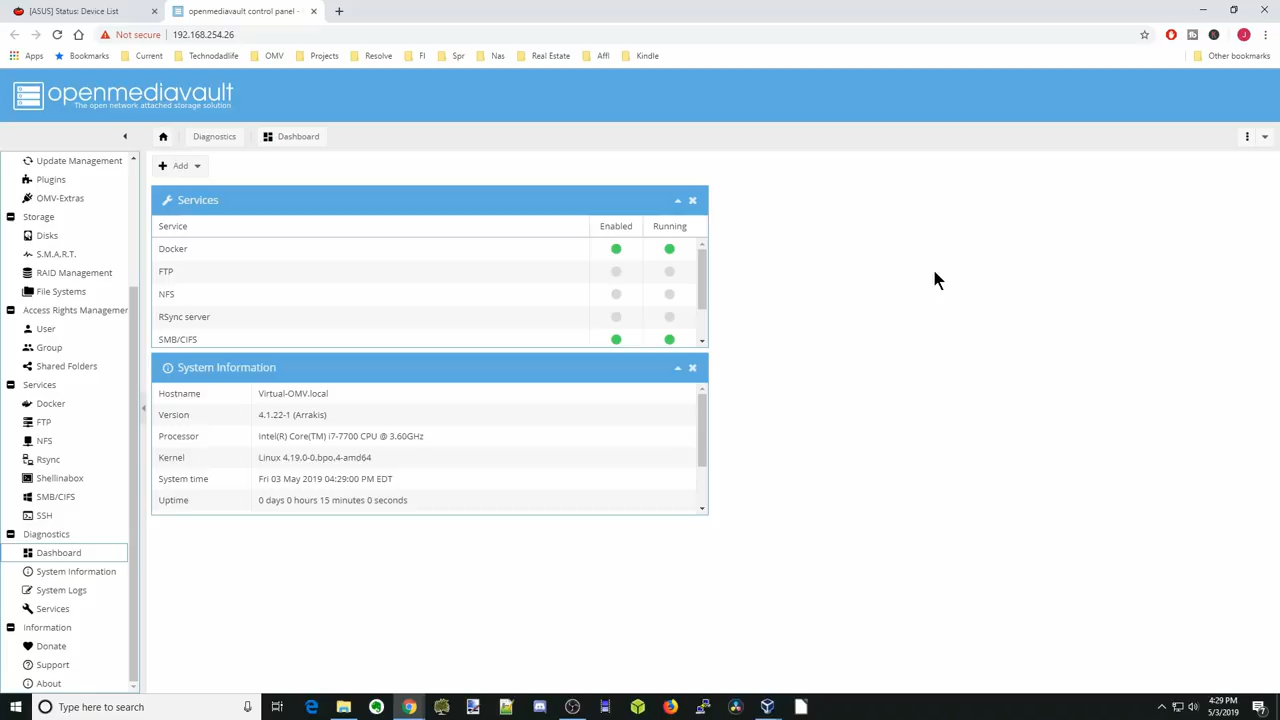 [ASUS] Status: Device List
openmediavault control panel -
Not secure
192.168.254.26
Apps
Bookmarks
Current
Technodadlife
OMV
Projects
Resolve
FI
Spr
Nas
Real Estate
Affl
Kindle
Other bookmarks
openmediavault
The open network attached storage solution
Diagnostics
Dashboard
Update Management
Plugins
OMV-Extras
Storage
Disks
S.M.A.R.T.
RAID Management
File Systems
Access Rights Managemer
User
Group
Shared Folders
Services
Docker
FTP
NFS
Rsync
Shellinabox
SMB/CIFS
SSH
Diagnostics
Dashboard
System Information
System Logs
Services
Information
Donate
Support
About
Add
Services
Service Enabled Running
Docker
FTP
NFS
RSync server
SMB/CIFS
System Information
Hostname Virtual-OMV.local
Version 4.1.22-1 (Arrakis)
Processor Intel(R) Core(TM) i7-7700 CPU @ 3.60GHz
Kernel Linux 4.19.0-0.bpo.4-amd64
System time Fri 03 May 2019 04:29:00 PM EDT
Uptime 0 days 0 hours 15 minutes 0 seconds
Type here to search
4:29 PM
5/3/2019